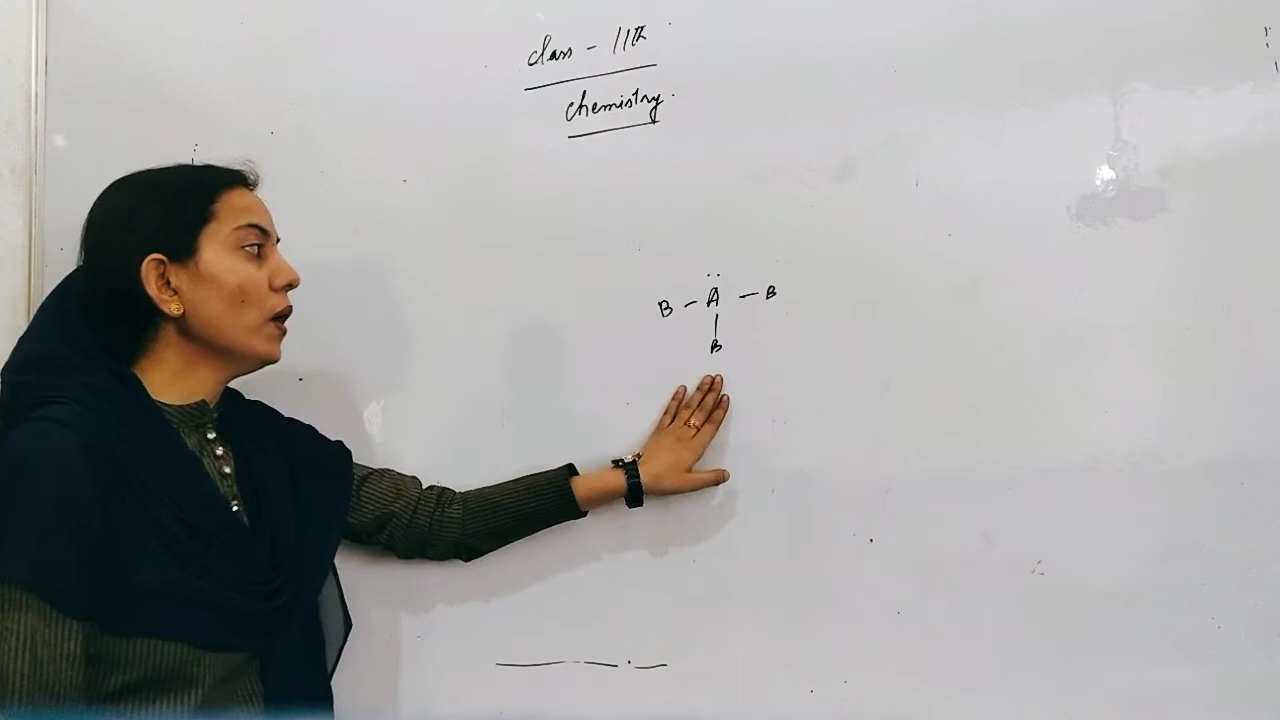 class - 11th
chemistry.
..
B - A - B
|
B